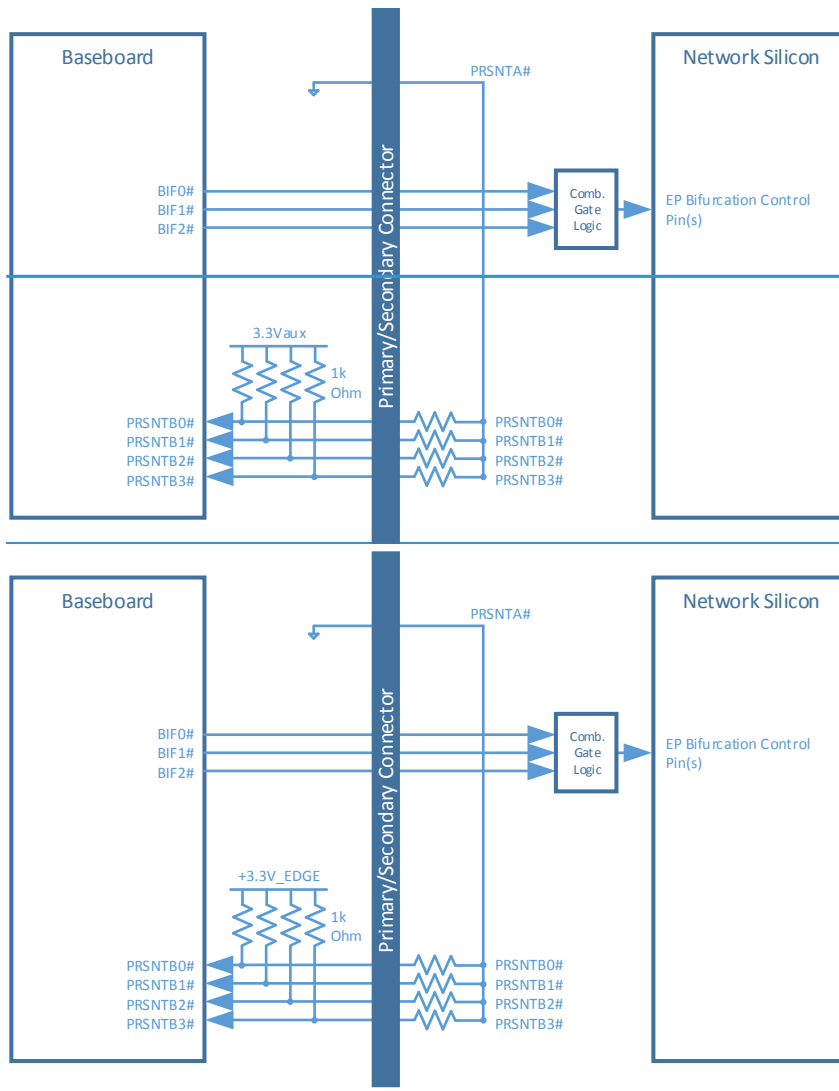 Baseboard
Network Silicon
PRSNTA#
BIF0#
BIF1#
BIF2#
Comb.
Gate
Logic
EP Bifurcation Control
Pin(s)
Primary/Secondary Connector
3.3Vaux
1k
Ohm
PRSNTB0#
PRSNTB1#
PRSNTB2#
PRSNTB3#
PRSNTB0#
PRSNTB1#
PRSNTB2#
PRSNTB3#
Baseboard
Network Silicon
PRSNTA#
BIF0#
BIF1#
BIF2#
Comb.
Gate
Logic
EP Bifurcation Control
Pin(s)
Primary/Secondary Connector
+3.3V_EDGE
1k
Ohm
PRSNTB0#
PRSNTB1#
PRSNTB2#
PRSNTB3#
PRSNTB0#
PRSNTB1#
PRSNTB2#
PRSNTB3#